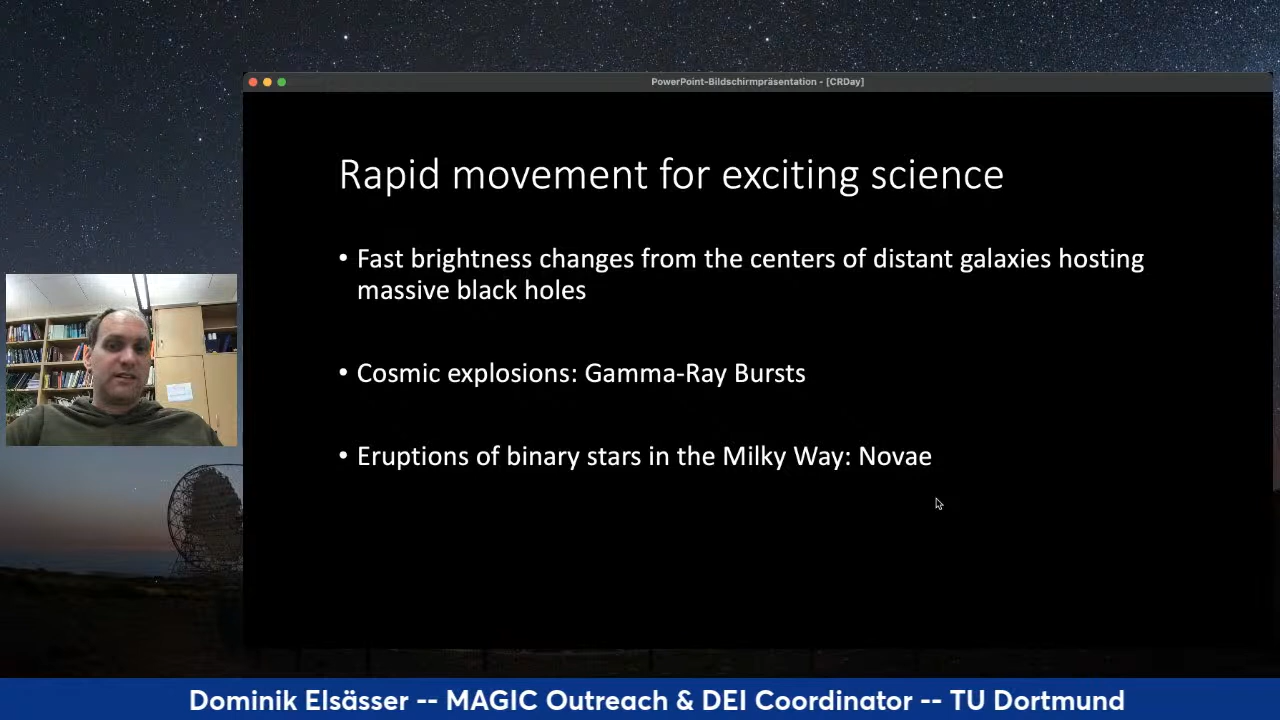 PowerPoint-Bildschirmpräsentation - [CRDay]
Rapid movement for exciting science
• Fast brightness changes from the centers of distant galaxies hosting
massive black holes
• Cosmic explosions: Gamma-Ray Bursts
• Eruptions of binary stars in the Milky Way: Novae
Dominik Elsässer -- MAGIC Outreach & DEI Coordinator -- TU Dortmund